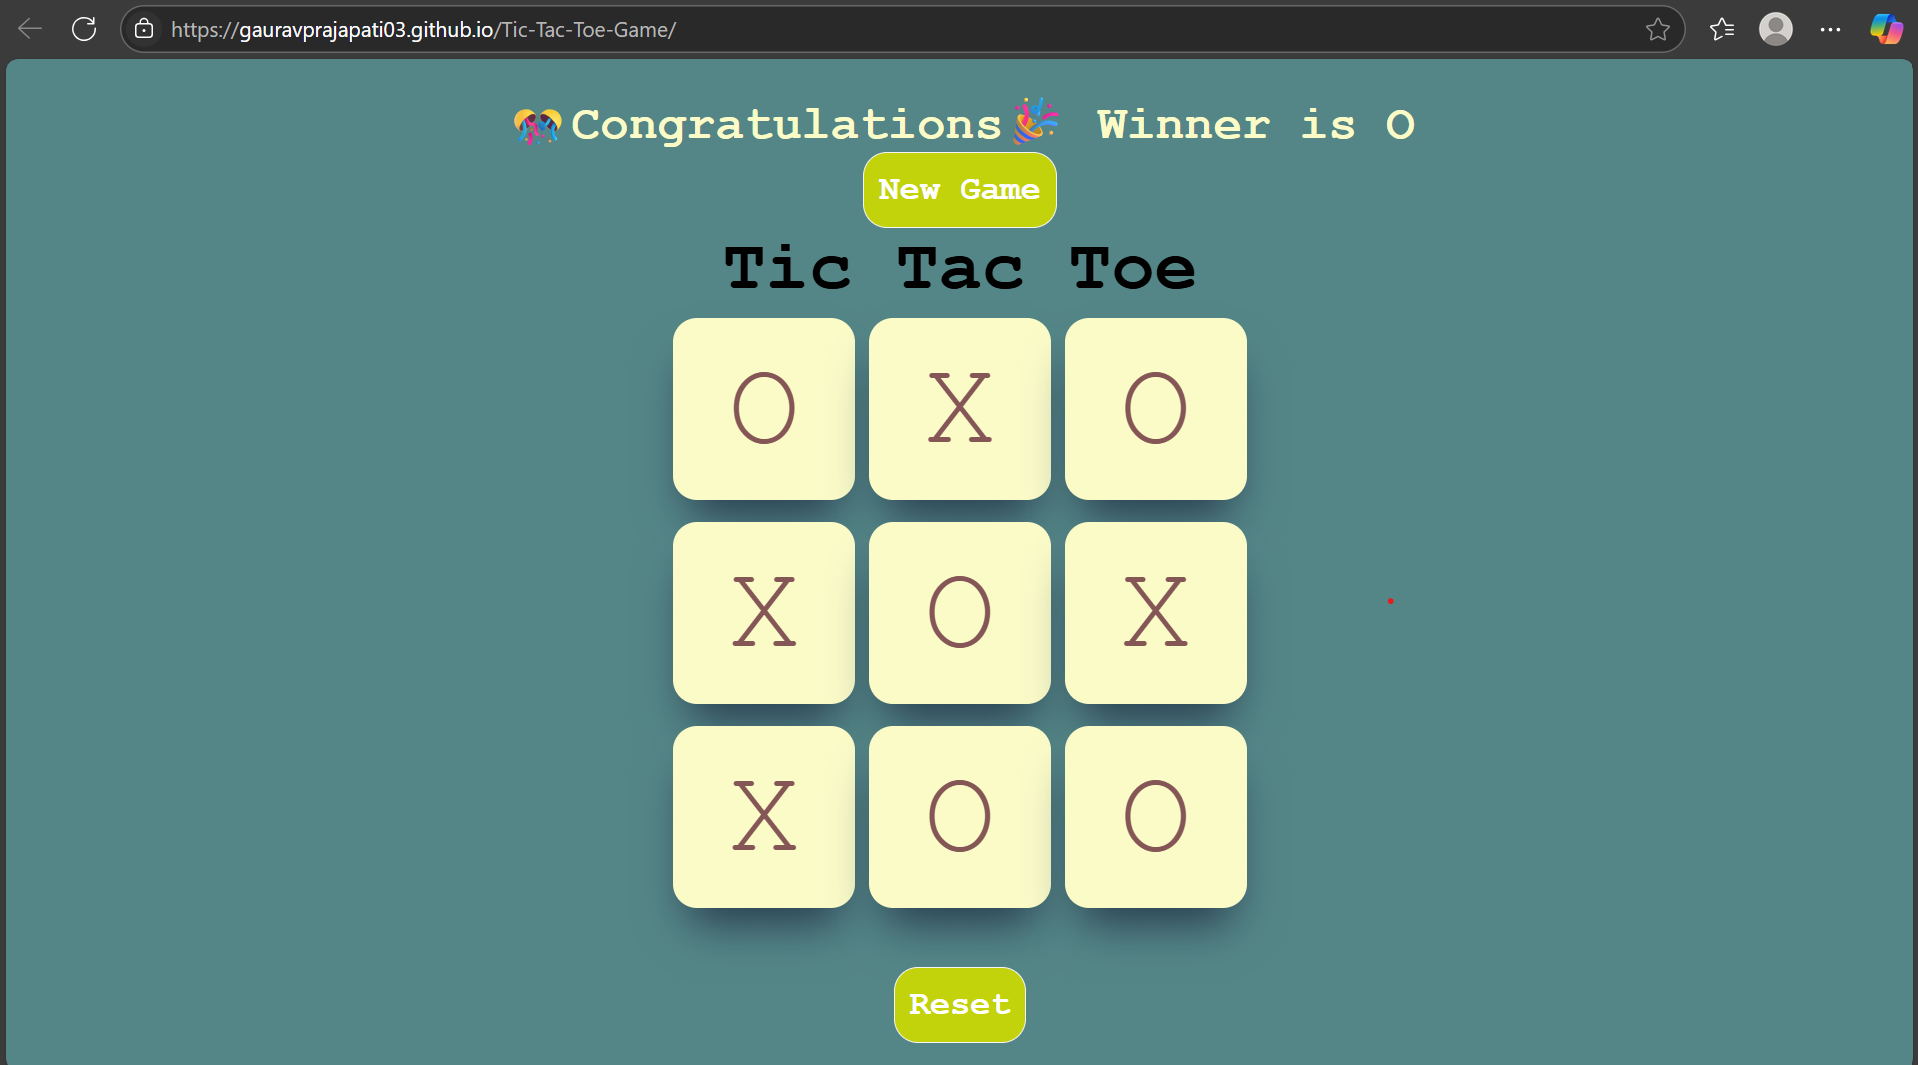 https://gauravprajapati03.github.io/Tic-Tac-Toe-Game/
🎊Congratulations🎉 Winner is O
New Game
Tic Tac Toe
O X O
X O X
X O O
Reset